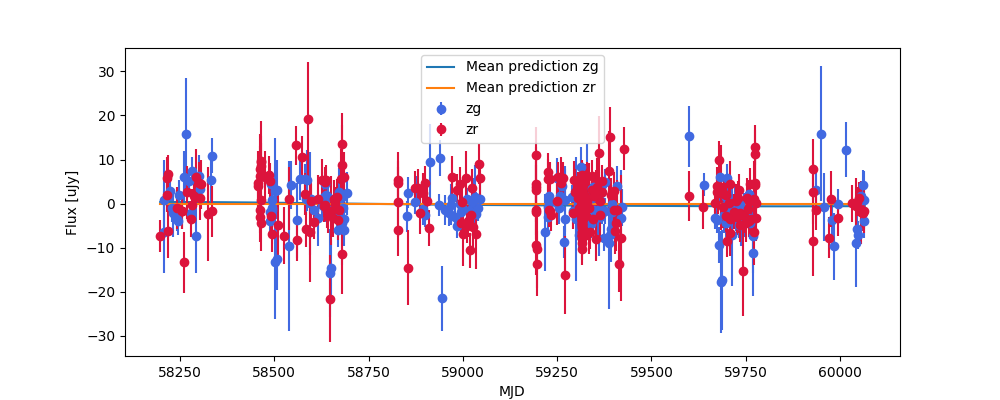 Mean prediction zg
Mean prediction zr
zg
zr
Flux [uJy]
30
20
10
0
−10
−20
−30
58250
58500
58750
59000
59250
59500
59750
60000
MJD